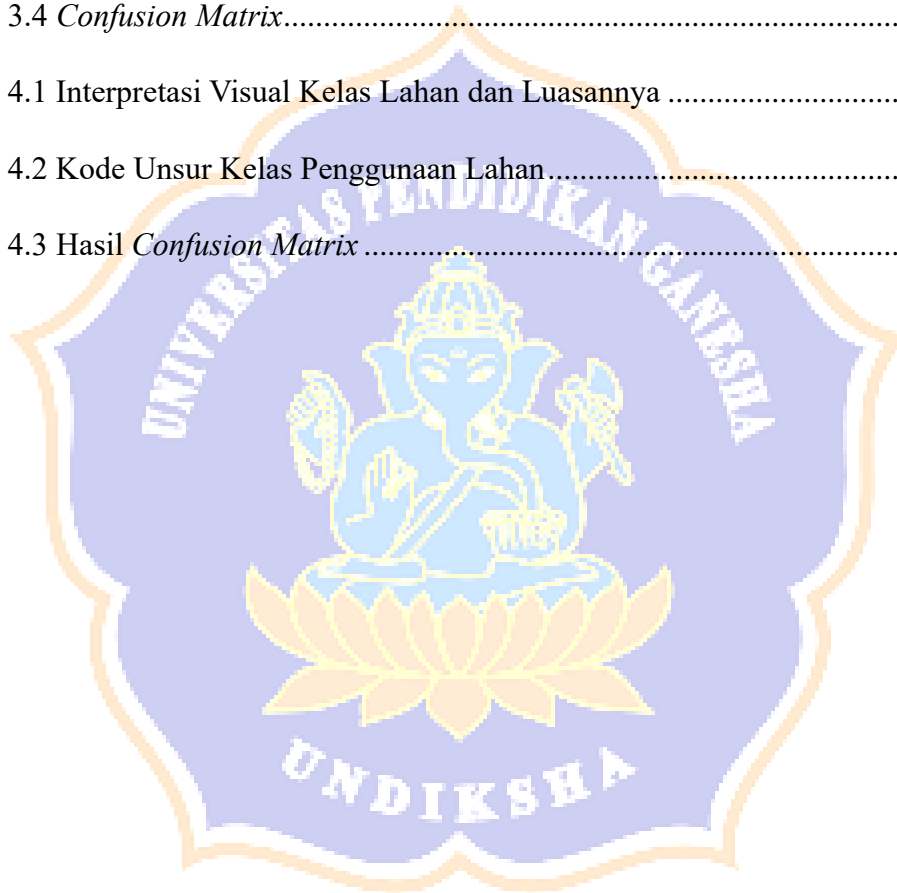 3.4 Confusion Matrix......................................................................................
4.1 Interpretasi Visual Kelas Lahan dan Luasannya ..............................
4.2 Kode Unsur Kelas Penggunaan Lahan..............................................
4.3 Hasil Confusion Matrix .....................................................................
UNIVERSITAS PENDIDIKAN GANESHA
UNDIKSHA